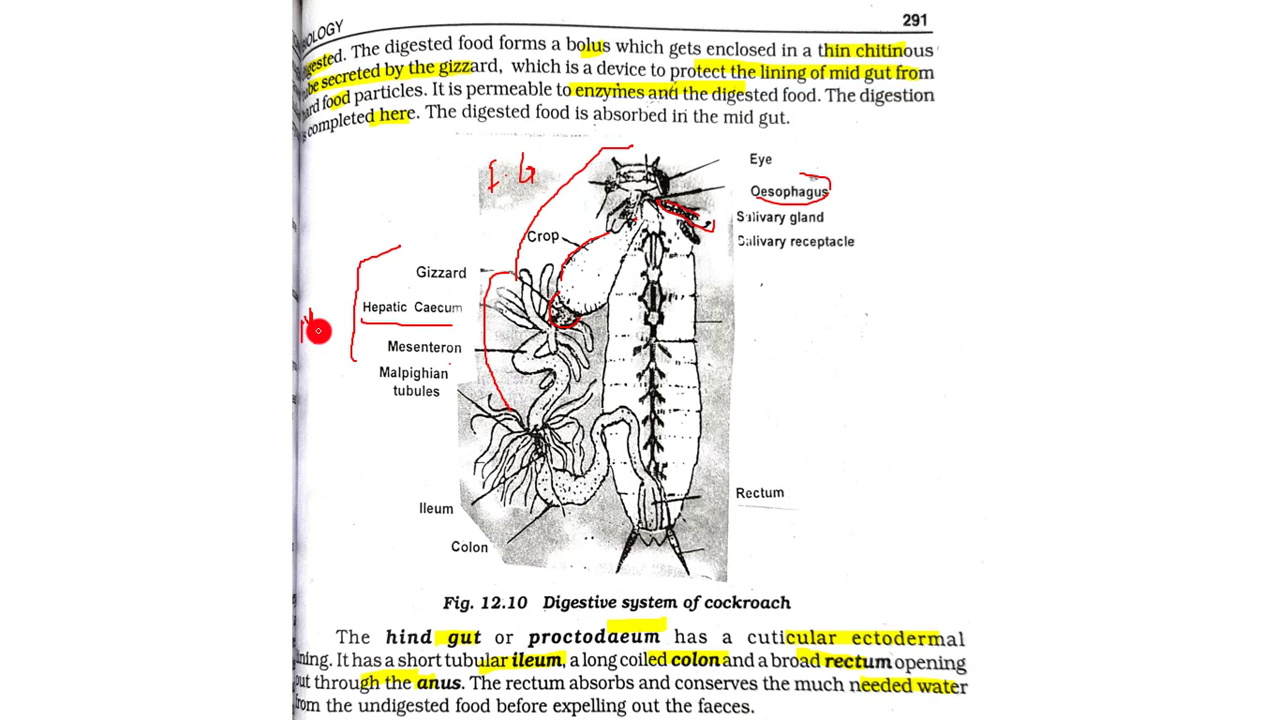 BIOLOGY
291
digested. The digested food forms a bolus which gets enclosed in a thin chitinous
tube secreted by the gizzard, which is a device to protect the lining of mid gut from
hard food particles. It is permeable to enzymes and the digested food. The digestion
is completed here. The digested food is absorbed in the mid gut.
Eye
Oesophagus
Salivary gland
Salivary receptacle
Crop
Gizzard
Hepatic Caecum
Mesenteron
Malpighian
tubules
Ileum
Colon
Rectum
Fig. 12.10 Digestive system of cockroach
The hind gut or proctodaeum has a cuticular ectodermal
lining. It has a short tubular ileum, a long coiled colon and a broad rectum opening
out through the anus. The rectum absorbs and conserves the much needed water
from the undigested food before expelling out the faeces.